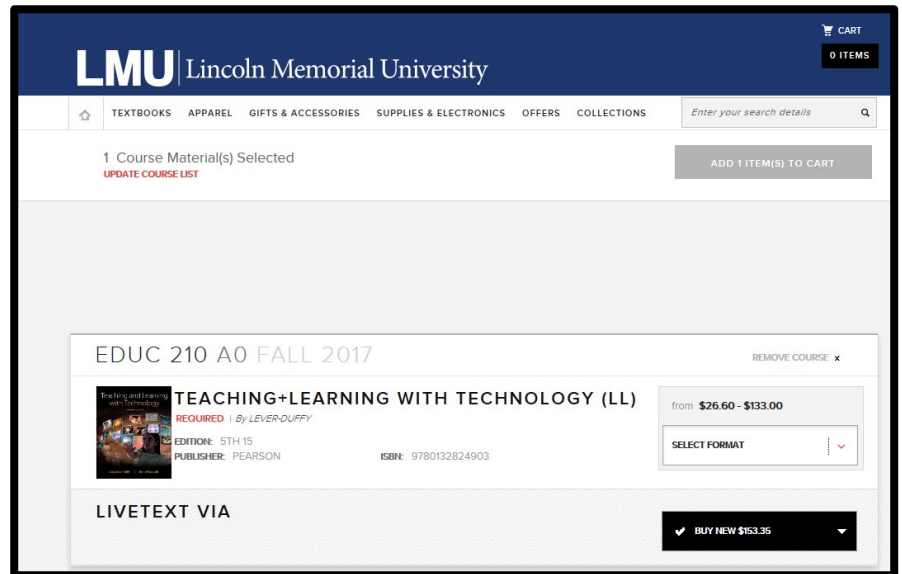 CART
0 ITEMS
LMU Lincoln Memorial University
TEXTBOOKS APPAREL GIFTS & ACCESSORIES SUPPLIES & ELECTRONICS OFFERS COLLECTIONS Enter your search details
1 Course Material(s) Selected
UPDATE COURSE LIST
ADD 1 ITEM(S) TO CART
EDUC 210 A0 FALL 2017
REMOVE COURSE x
Teaching and Learning
with Technology
TEACHING+LEARNING WITH TECHNOLOGY (LL)
REQUIRED | By LEVER-DUFFY
EDITION: 5TH 15
PUBLISHER: PEARSON ISBN: 9780132824903
from $26.60 - $133.00
SELECT FORMAT
LIVETEXT VIA
BUY NEW $153.35